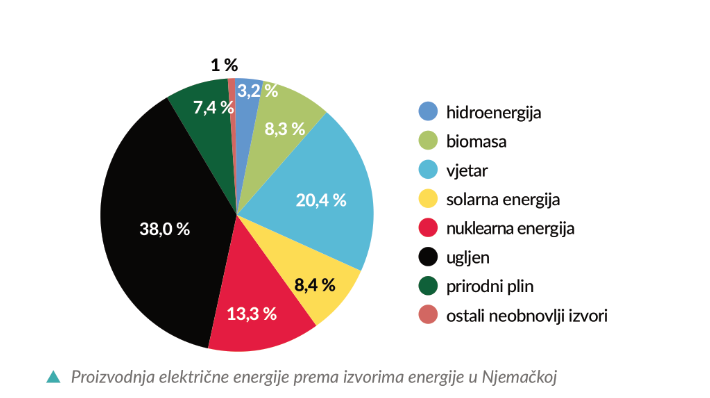 1 %
3,2 %
7,4 %
8,3 %
20,4 %
38,0 %
8,4 %
13,3 %
hidroenergija
biomasa
vjetar
solarna energija
nuklearna energija
ugljen
prirodni plin
ostali neobnovlji izvori
Proizvodnja električne energije prema izvorima energije u Njemačkoj